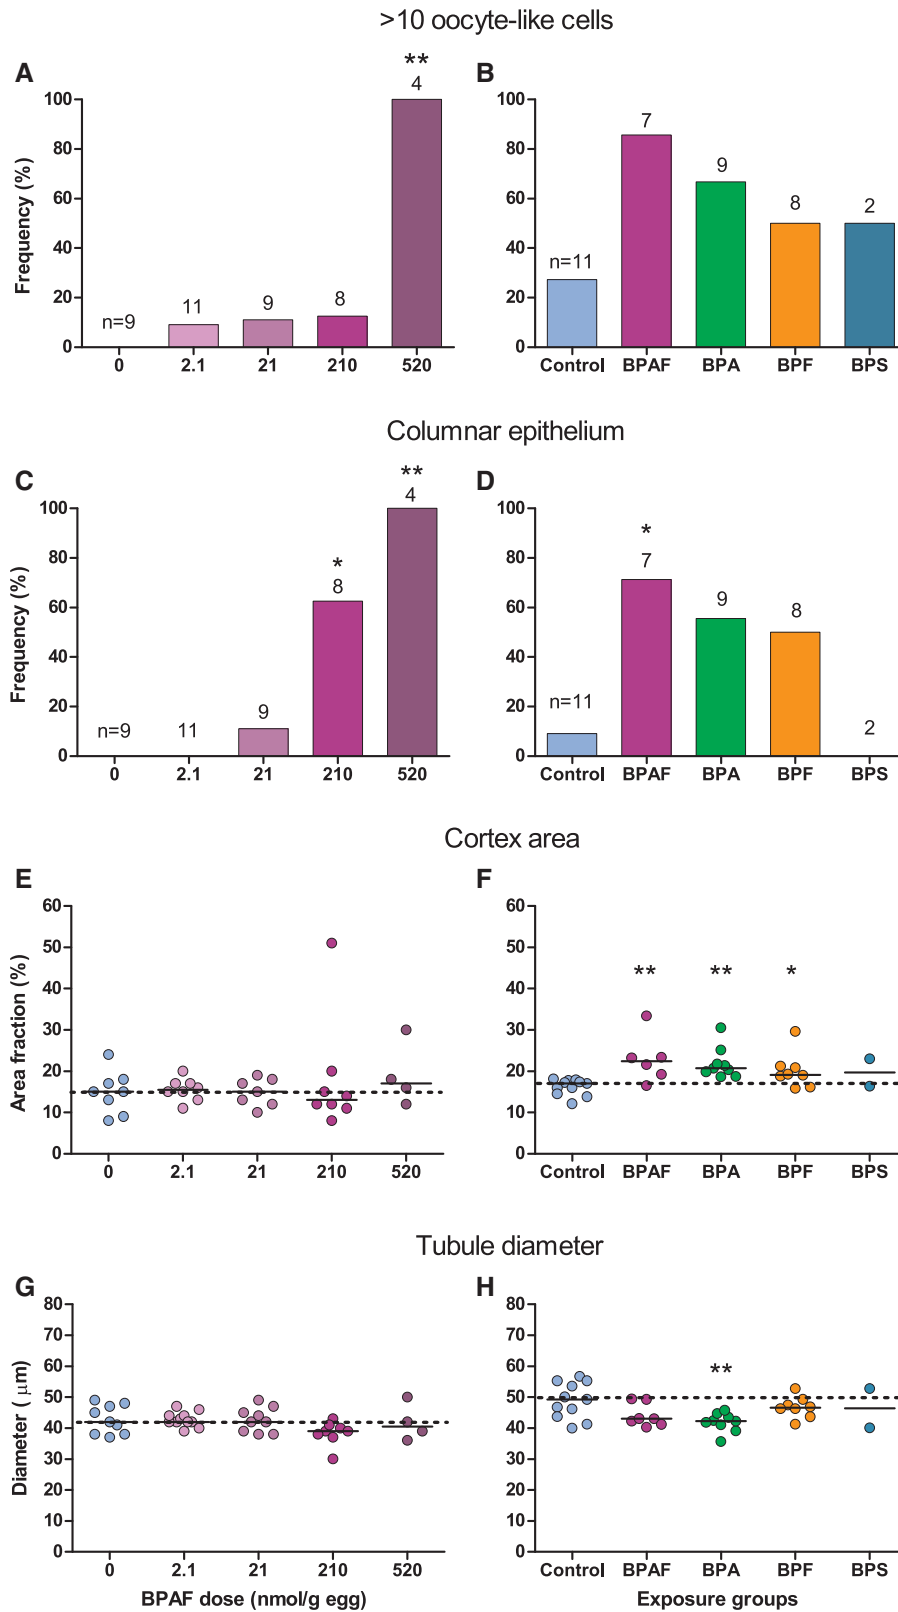 >10 oocyte-like cells
A
B
**
4
100
80
60
40
20
0
Frequency (%)
n=9
11
9
8
0
2.1
21
210
520
100
80
60
40
20
0
n=11
7
9
8
2
Control
BPAF
BPA
BPF
BPS
Columnar epithelium
C
D
**
4
100
80
60
40
20
0
Frequency (%)
n=9
11
9
*
8
0
2.1
21
210
520
100
80
60
40
20
0
n=11
*
7
9
8
2
Control
BPAF
BPA
BPF
BPS
Cortex area
E
F
60
50
40
30
20
10
0
Area fraction (%)
0
2.1
21
210
520
60
50
40
30
20
10
0
**
**
*
Control
BPAF
BPA
BPF
BPS
Tubule diameter
G
H
80
70
60
50
40
30
20
10
0
Diameter ( μm)
0
2.1
21
210
520
BPAF dose (nmol/g egg)
80
70
60
50
40
30
20
10
0
**
Control
BPAF
BPA
BPF
BPS
Exposure groups